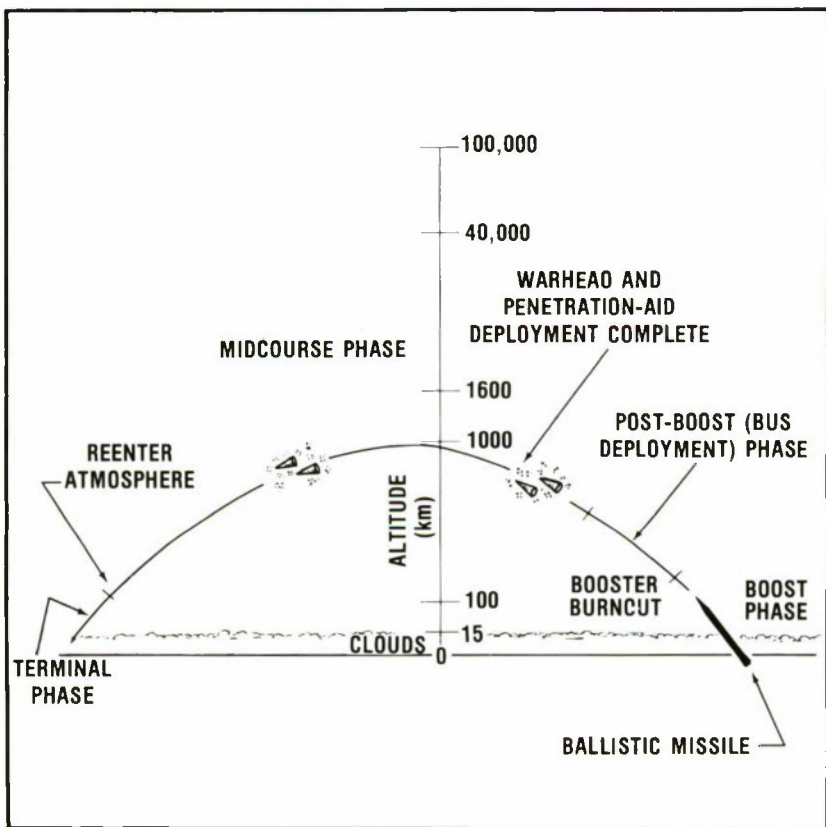 100,000
40,000
WARHEAO AND
PENETRATION-AID
DEPLOYMENT COMPLETE
MIDCOURSE PHASE
1600
1000
POST-BOOST (BUS
DEPLOYMENT) PHASE
REENTER
ATMOSPHERE
ALTITUDE
(km)
BOOSTER
BURNCUT
BOOST
PHASE
100
15
CLOUDS
0
TERMINAL
PHASE
BALLISTIC MISSILE